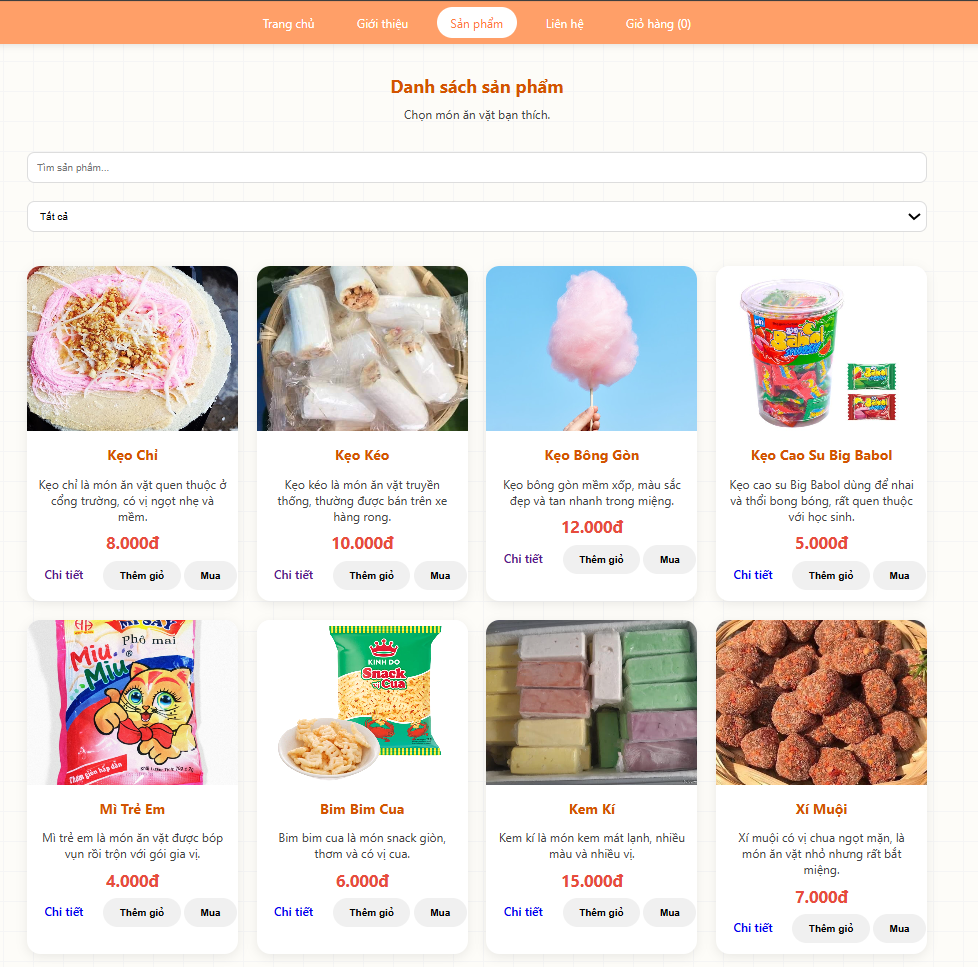 Trang chủ Giới thiệu Sản phẩm Liên hệ Giỏ hàng (0)
Danh sách sản phẩm
Chọn món ăn vặt bạn thích.
Tìm sản phẩm...
Tất cả
Big
Babol
Kẹo Chỉ
Kẹo chỉ là món ăn vặt quen thuộc ở
cổng trường, có vị ngọt nhẹ và
mềm.
8.000đ
Chi tiết Thêm giỏ Mua
Kẹo Kéo
Kẹo kéo là món ăn vặt truyền
thống, thường được bán trên xe
hàng rong.
10.000đ
Chi tiết Thêm giỏ Mua
Kẹo Bông Gòn
Kẹo bông gòn mềm xốp, màu sắc
đẹp và tan nhanh trong miệng.
12.000đ
Chi tiết Thêm giỏ Mua
Kẹo Cao Su Big Babol
Kẹo cao su Big Babol dùng để nhai
và thổi bong bóng, rất quen thuộc
với học sinh.
5.000đ
Chi tiết Thêm giỏ Mua
MÌ SAY
Phô mai
Miu
Miu
Thơm giòn hấp dẫn
Mì Trẻ Em
Mì trẻ em là món ăn vặt được bóp
vụn rồi trộn với gói gia vị.
4.000đ
Chi tiết Thêm giỏ Mua
KINH DO
Snack
Cua
Bim Bim Cua
Bim bim cua là món snack giòn,
thơm và có vị cua.
6.000đ
Chi tiết Thêm giỏ Mua
Kem Kí
Kem kí là món kem mát lạnh, nhiều
màu và nhiều vị.
15.000đ
Chi tiết Thêm giỏ Mua
Xí Muội
Xí muội có vị chua ngọt mặn, là
món ăn vặt nhỏ nhưng rất bắt
miệng.
7.000đ
Chi tiết Thêm giỏ Mua